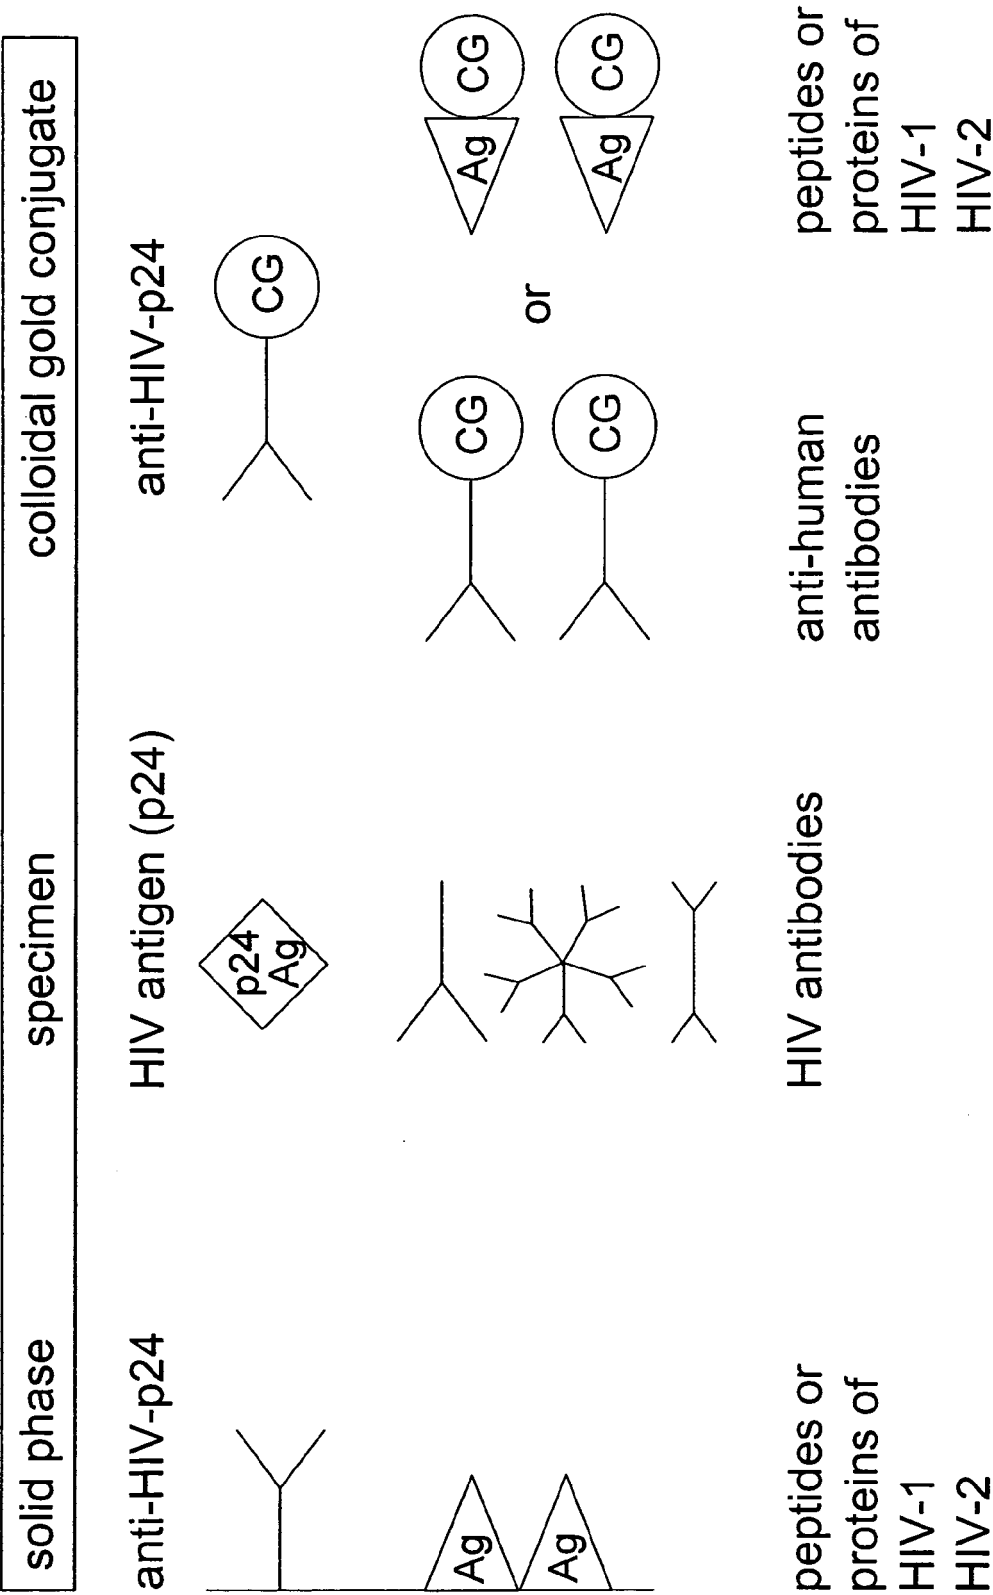 solid phase
specimen
colloidal gold conjugate
anti-HIV-p24
HIV antigen (p24)
anti-HIV-p24
p24
Ag
CG
Ag
Ag
CG
CG
or
Ag
CG
Ag
CG
peptides or
proteins of
HIV-1
HIV-2
HIV antibodies
anti-human
antibodies
peptides or
proteins of
HIV-1
HIV-2